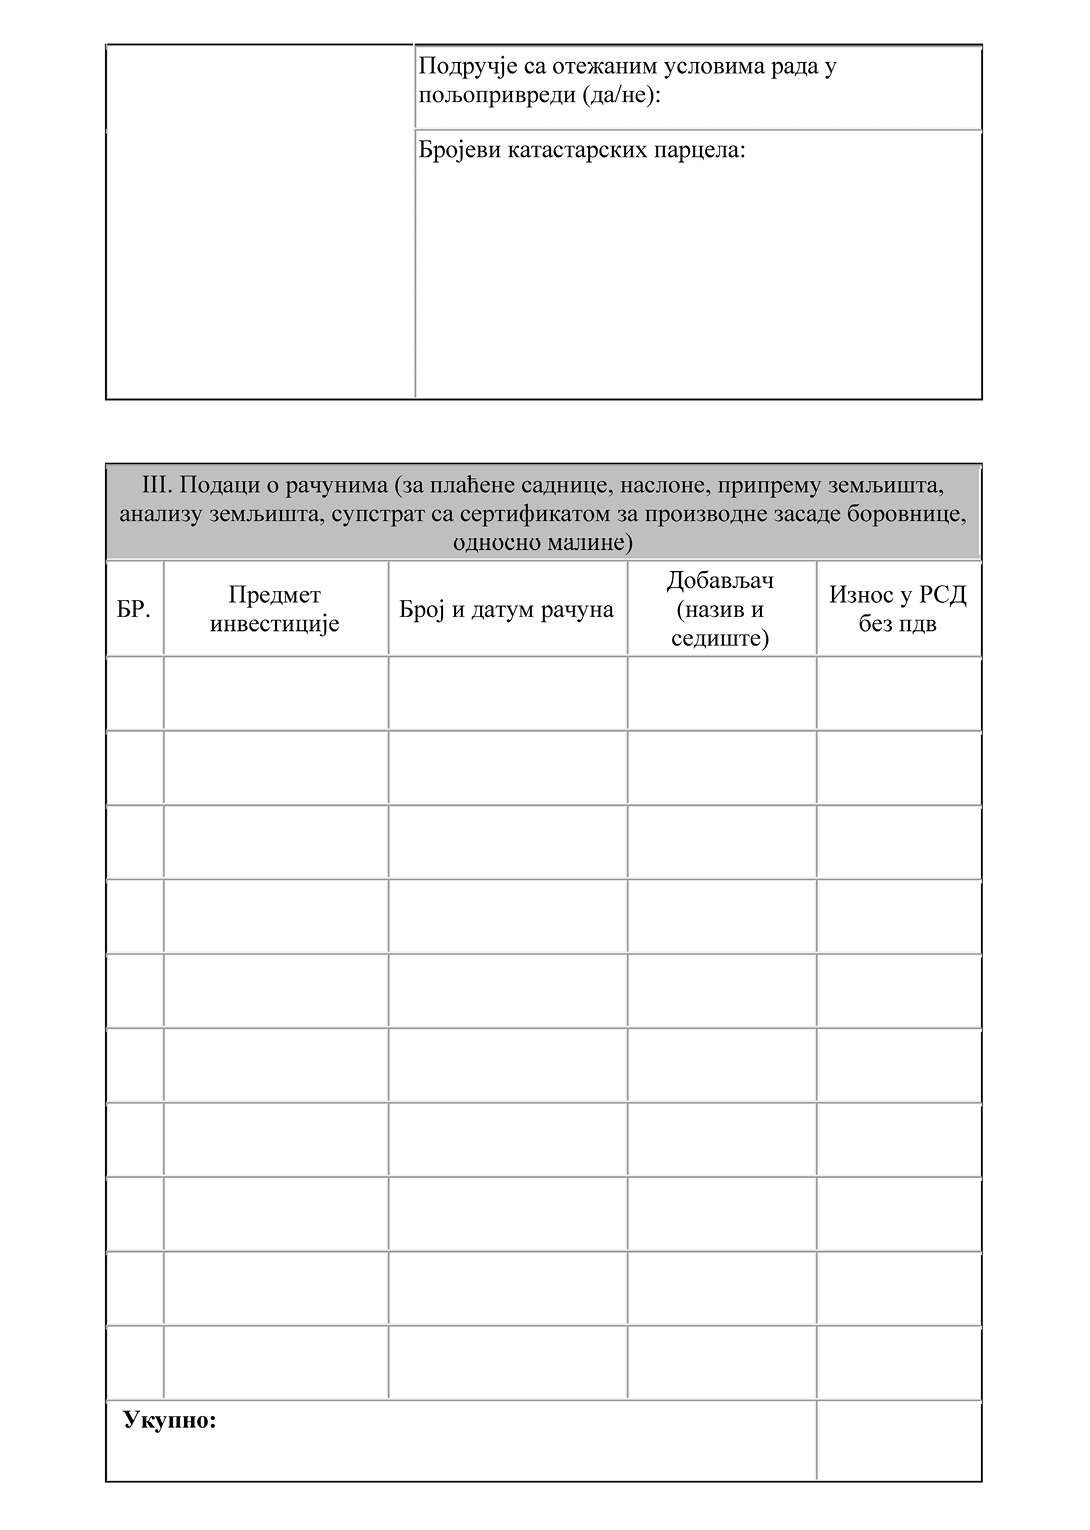 Подручје са отежаним условима рада у
пољопривреди (да/не):
Бројеви катастарских парцела:
III. Подаци о рачунима (за плаћене саднице, наслоне, припрему земљишта,
анализу земљишта, супстрат са сертификатом за производне засаде боровнице,
односно малине)
БР.
Предмет
инвестиције
Број и датум рачуна
Добављач
(назив и
седиште)
Износ у РСД
без пдв
Укупно: